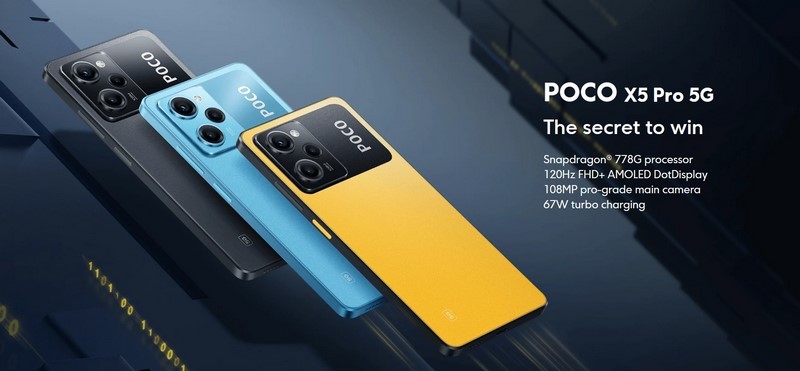 POCO
POCO
POCO
POCO X5 Pro 5G
The secret to win
Snapdragon® 778G processor
120Hz FHD+ AMOLED DotDisplay
108MP pro-grade main camera
67W turbo charging